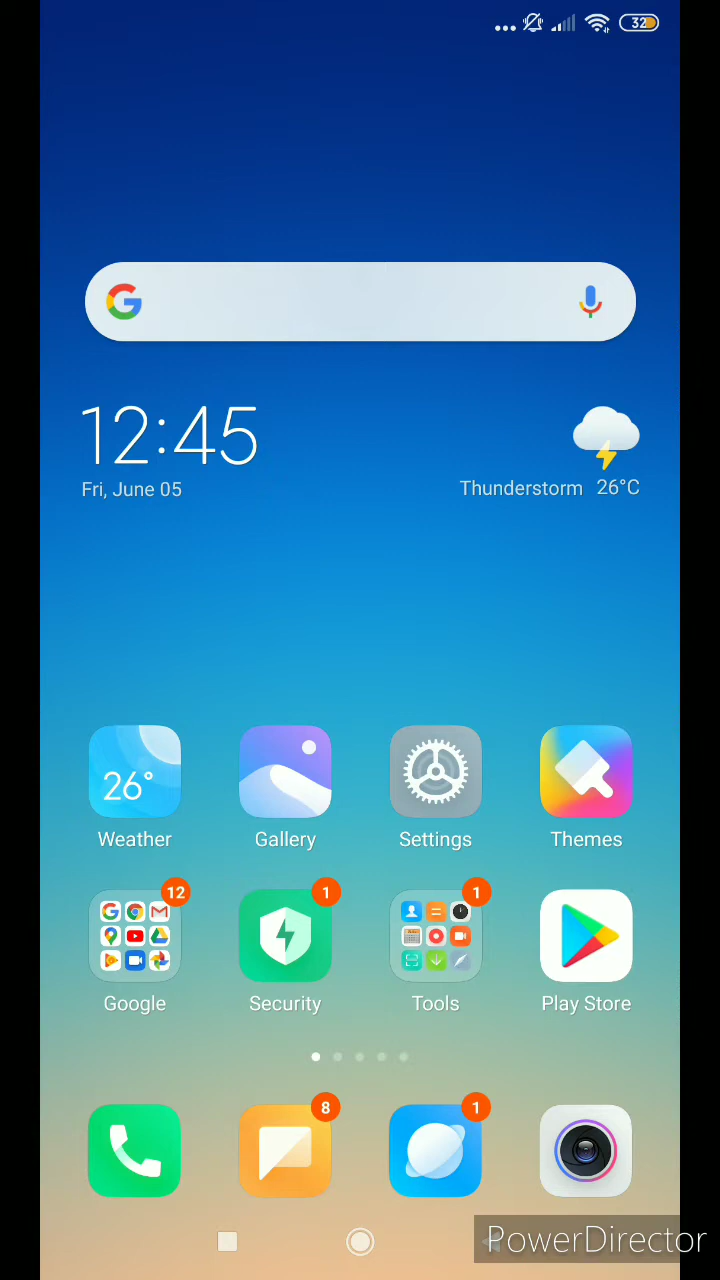 32
12:45
Fri, June 05
Thunderstorm 26°C
26°
Weather
Gallery
Settings
Themes
12
1
1
Google
Security
Tools
Play Store
8
1
PowerDirector